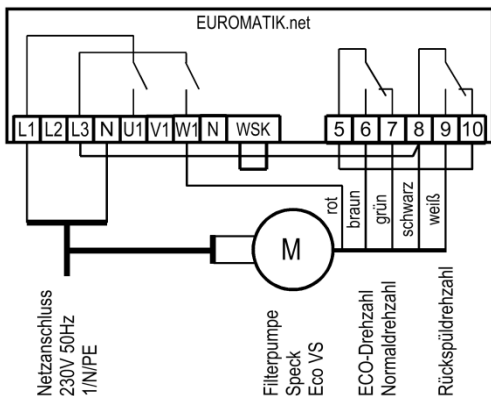 EUROMATIK.net
L1 L2 L3 N U1 V1 W1 N WSK 5 6 7 8 9 10
rot
braun
grün
schwarz
weiß
M
Netzanschluss
230V 50Hz
1/N/PE
Filterpumpe
Speck
Eco VS
ECO-Drehzahl
Normaldrehzahl
Rückspüldrehzahl